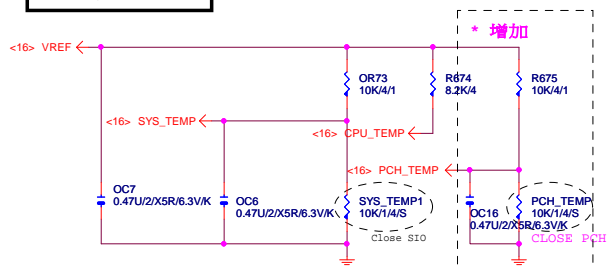 * 增加
<16> VREF
OR73
10K/4/1
R674
8.2K/4
R675
10K/4/1
<16> SYS_TEMP
<16> CPU_TEMP
<16> PCH_TEMP
OC7
0.47U/2/X5R/6.3V/K
OC6
0.47U/2/X5R/6.3V/K
SYS_TEMP1
10K/1/4/S
Close SIO
OC16
0.47U/2/X5R/6.3V/K
PCH_TEMP
10K/1/4/S
CLOSE PCH